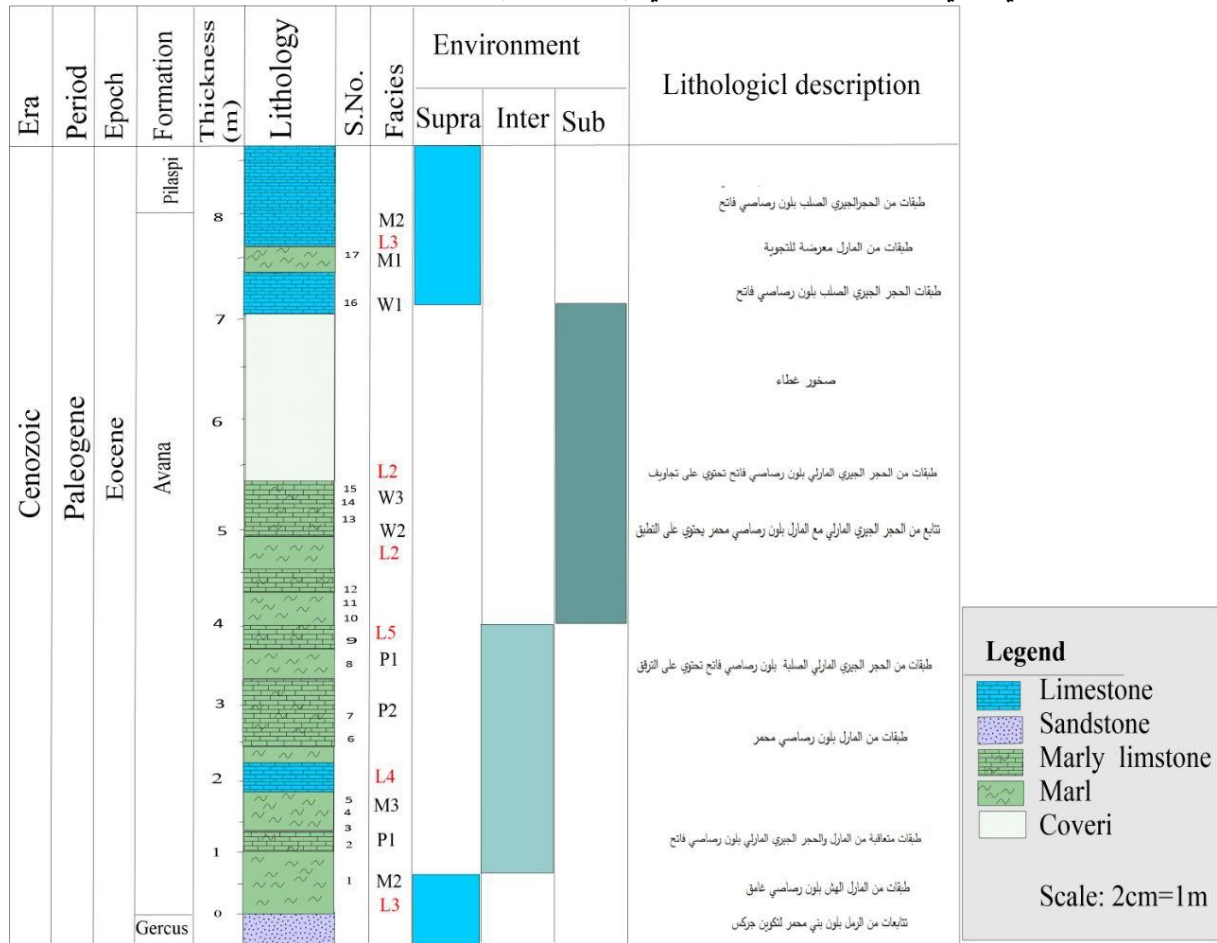 Era
Period
Epoch
Formation
Thickness (m)
Lithology
S.No.
Facies
Environment
Supra Inter Sub
Lithologicl description
Cenozoic
Paleogene
Eocene
Pilaspi
Avana
Gercus
8
7
6
5
4
3
2
1
0
17
16
15
14
13
12
11
10
9
8
7
6
5
4
3
2
1
M2
L3
M1
W1
L2
W3
W2
L2
L5
P1
P2
L4
M3
P1
M2
L3
طبقات من الحجرالجيري الصلب بلون رصاصي فاتح
طبقات من المارل معرضة للتجوية
طبقات الحجر الجيري الصلب بلون رصاصي فاتح
صخور غطاء
طبقات من الحجر الجيري المارلي بلون رصاصي فاتح تحتوي على تجاويف
تتابع من الحجر الجيري المارلي مع المارل بلون رصاصي محمر يحتوي على التطبق
طبقات من الحجر الجيري المارلي الصلبة بلون رصاصي فاتح تحتوي على الترقق
طبقات من المارل بلون رصاصي محمر
طبقات متعاقبة من المارل والحجر الجيري المارلي بلون رصاصي فاتح
طبقات من المارل الهش بلون رصاصي غامق
تتابعات من الرمل بلون بني محمر لتكوين جركس
Legend
Limestone
Sandstone
Marly limstone
Marl
Coveri
Scale: 2cm=1m